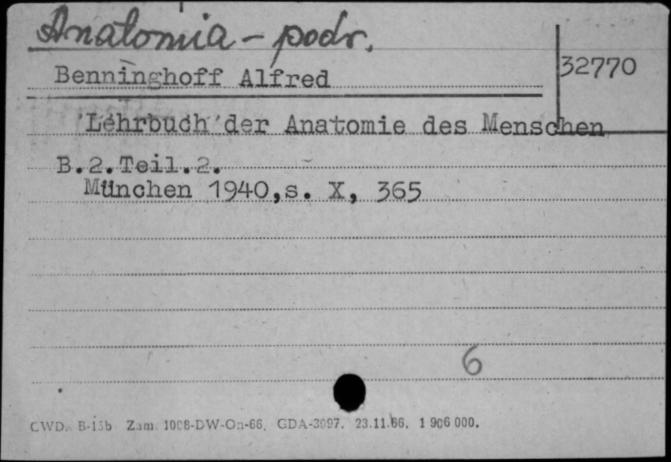 Anatomia - podr.
Benninghoff Alfred
32770
Lehrbuch der Anatomie des Menschen
B.2.Teil.2.
München 1940,s. X, 365
6
CWD. B-15b Zam. 1008-DW-On-66. GDA-3097. 23.11.66. 1 906 000.